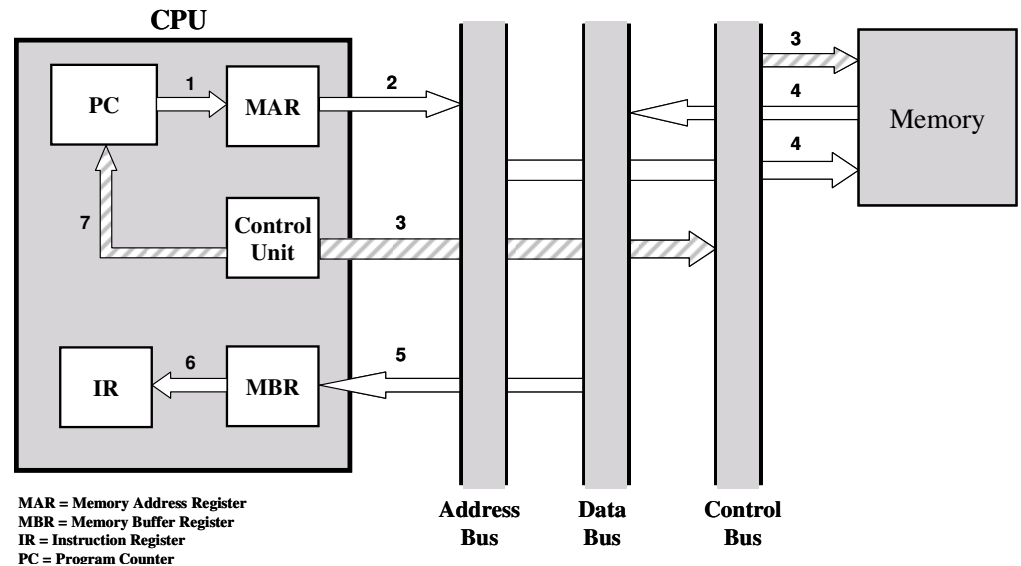 CPU
PC
1
MAR
2
3
4
4
Memory
7
Control
Unit
3
IR
6
MBR
5
MAR = Memory Address Register
MBR = Memory Buffer Register
IR = Instruction Register
PC = Program Counter
Address
Bus
Data
Bus
Control
Bus